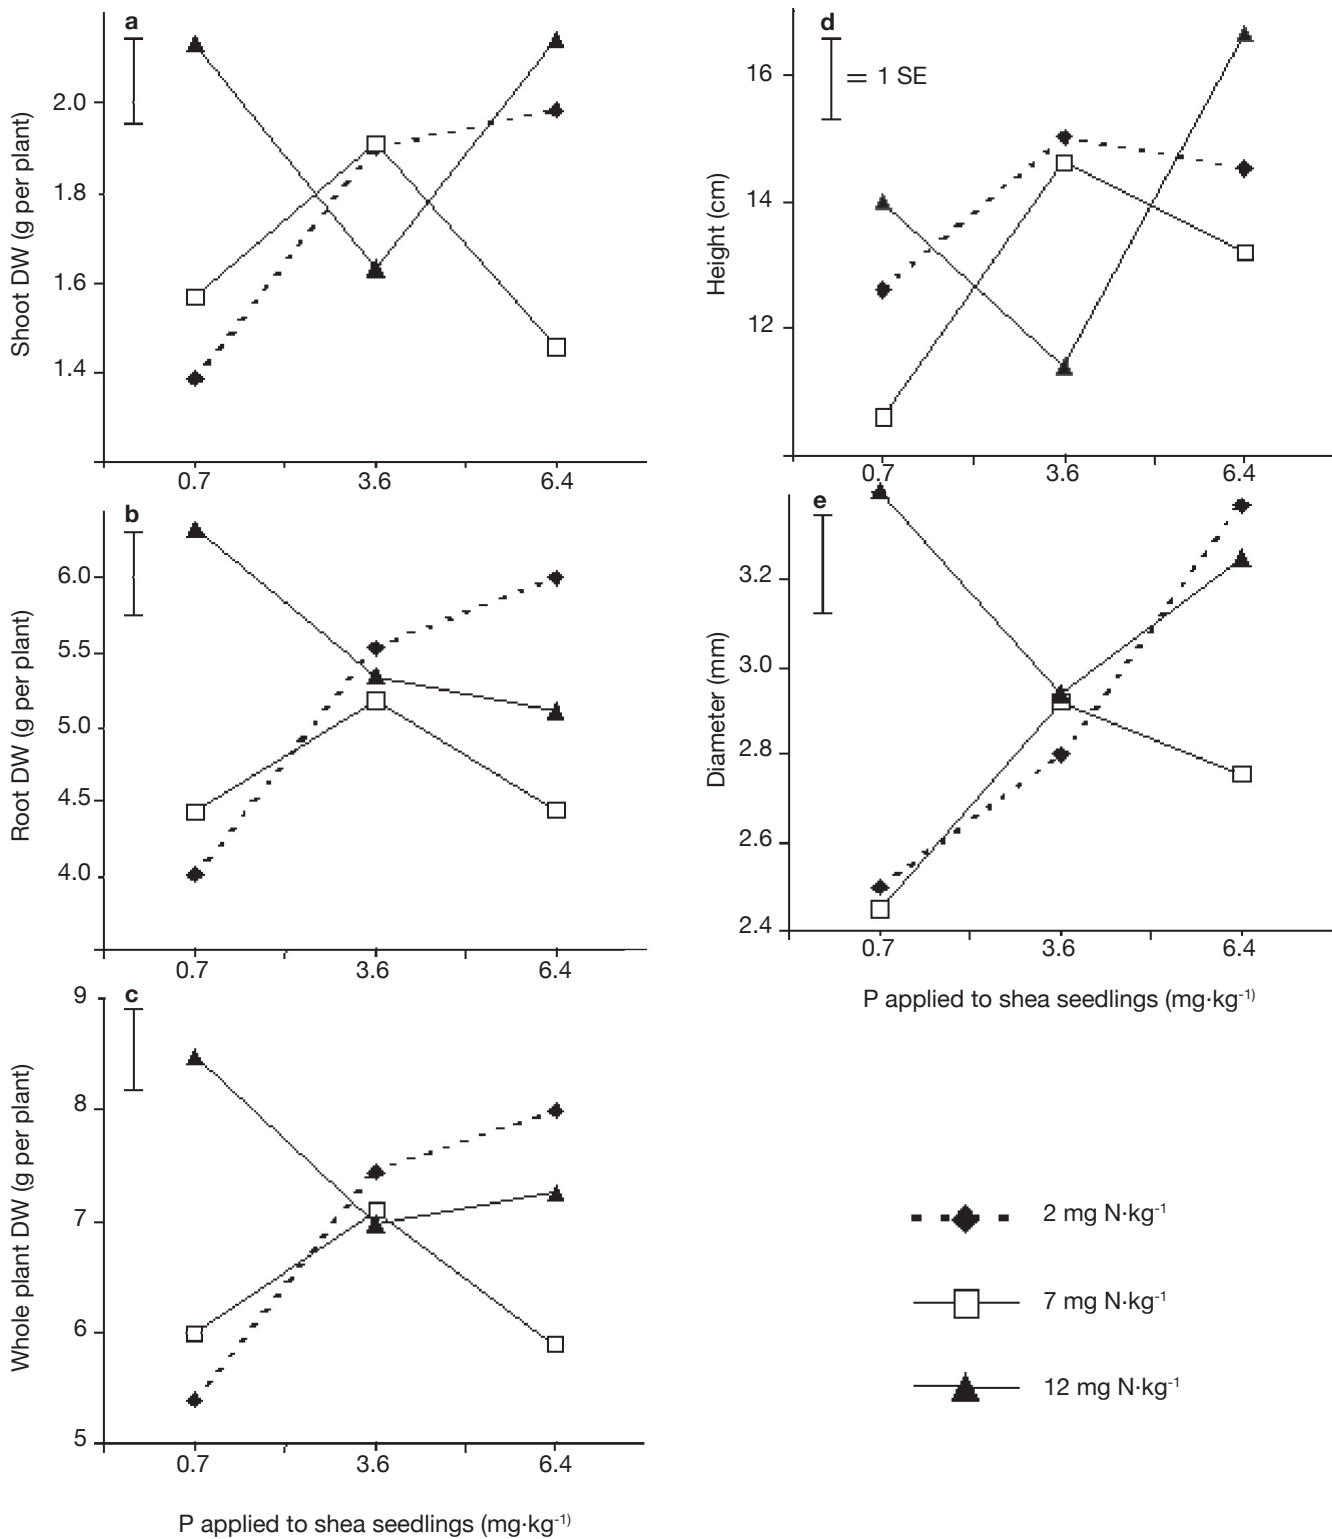 a
2.0
1.8
1.6
1.4
Shoot DW (g per plant)
0.7 3.6 6.4
b
6.0
5.5
5.0
4.5
4.0
Root DW (g per plant)
0.7 3.6 6.4
c
9
8
7
6
5
Whole plant DW (g per plant)
0.7 3.6 6.4
P applied to shea seedlings (mg·kg⁻¹)
d
= 1 SE
16
14
12
Height (cm)
0.7 3.6 6.4
e
3.2
3.0
2.8
2.6
2.4
Diameter (mm)
0.7 3.6 6.4
P applied to shea seedlings (mg·kg⁻¹)
2 mg N·kg⁻¹
7 mg N·kg⁻¹
12 mg N·kg⁻¹